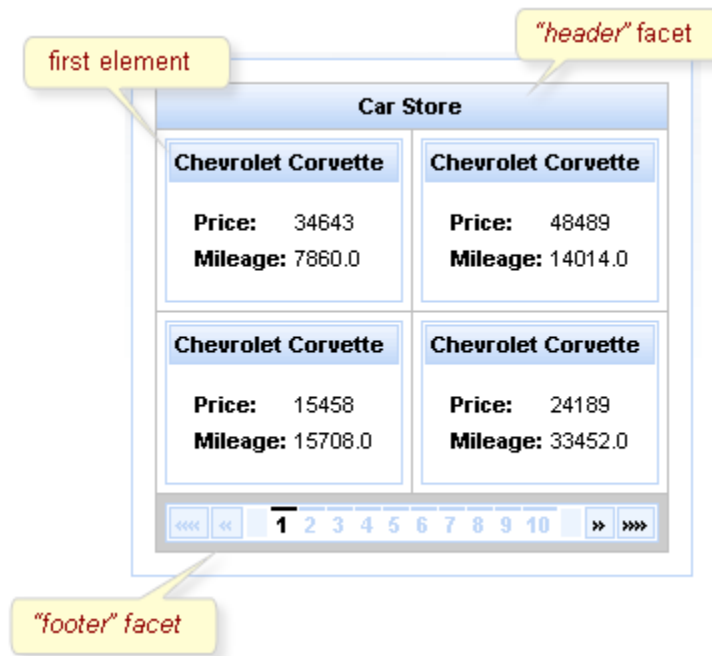 "header" facet
first element
Car Store
Chevrolet Corvette
Price: 34643
Mileage: 7860.0
Chevrolet Corvette
Price: 48489
Mileage: 14014.0
Chevrolet Corvette
Price: 15458
Mileage: 15708.0
Chevrolet Corvette
Price: 24189
Mileage: 33452.0
«« « 1 2 3 4 5 6 7 8 9 10 » »»
"footer" facet